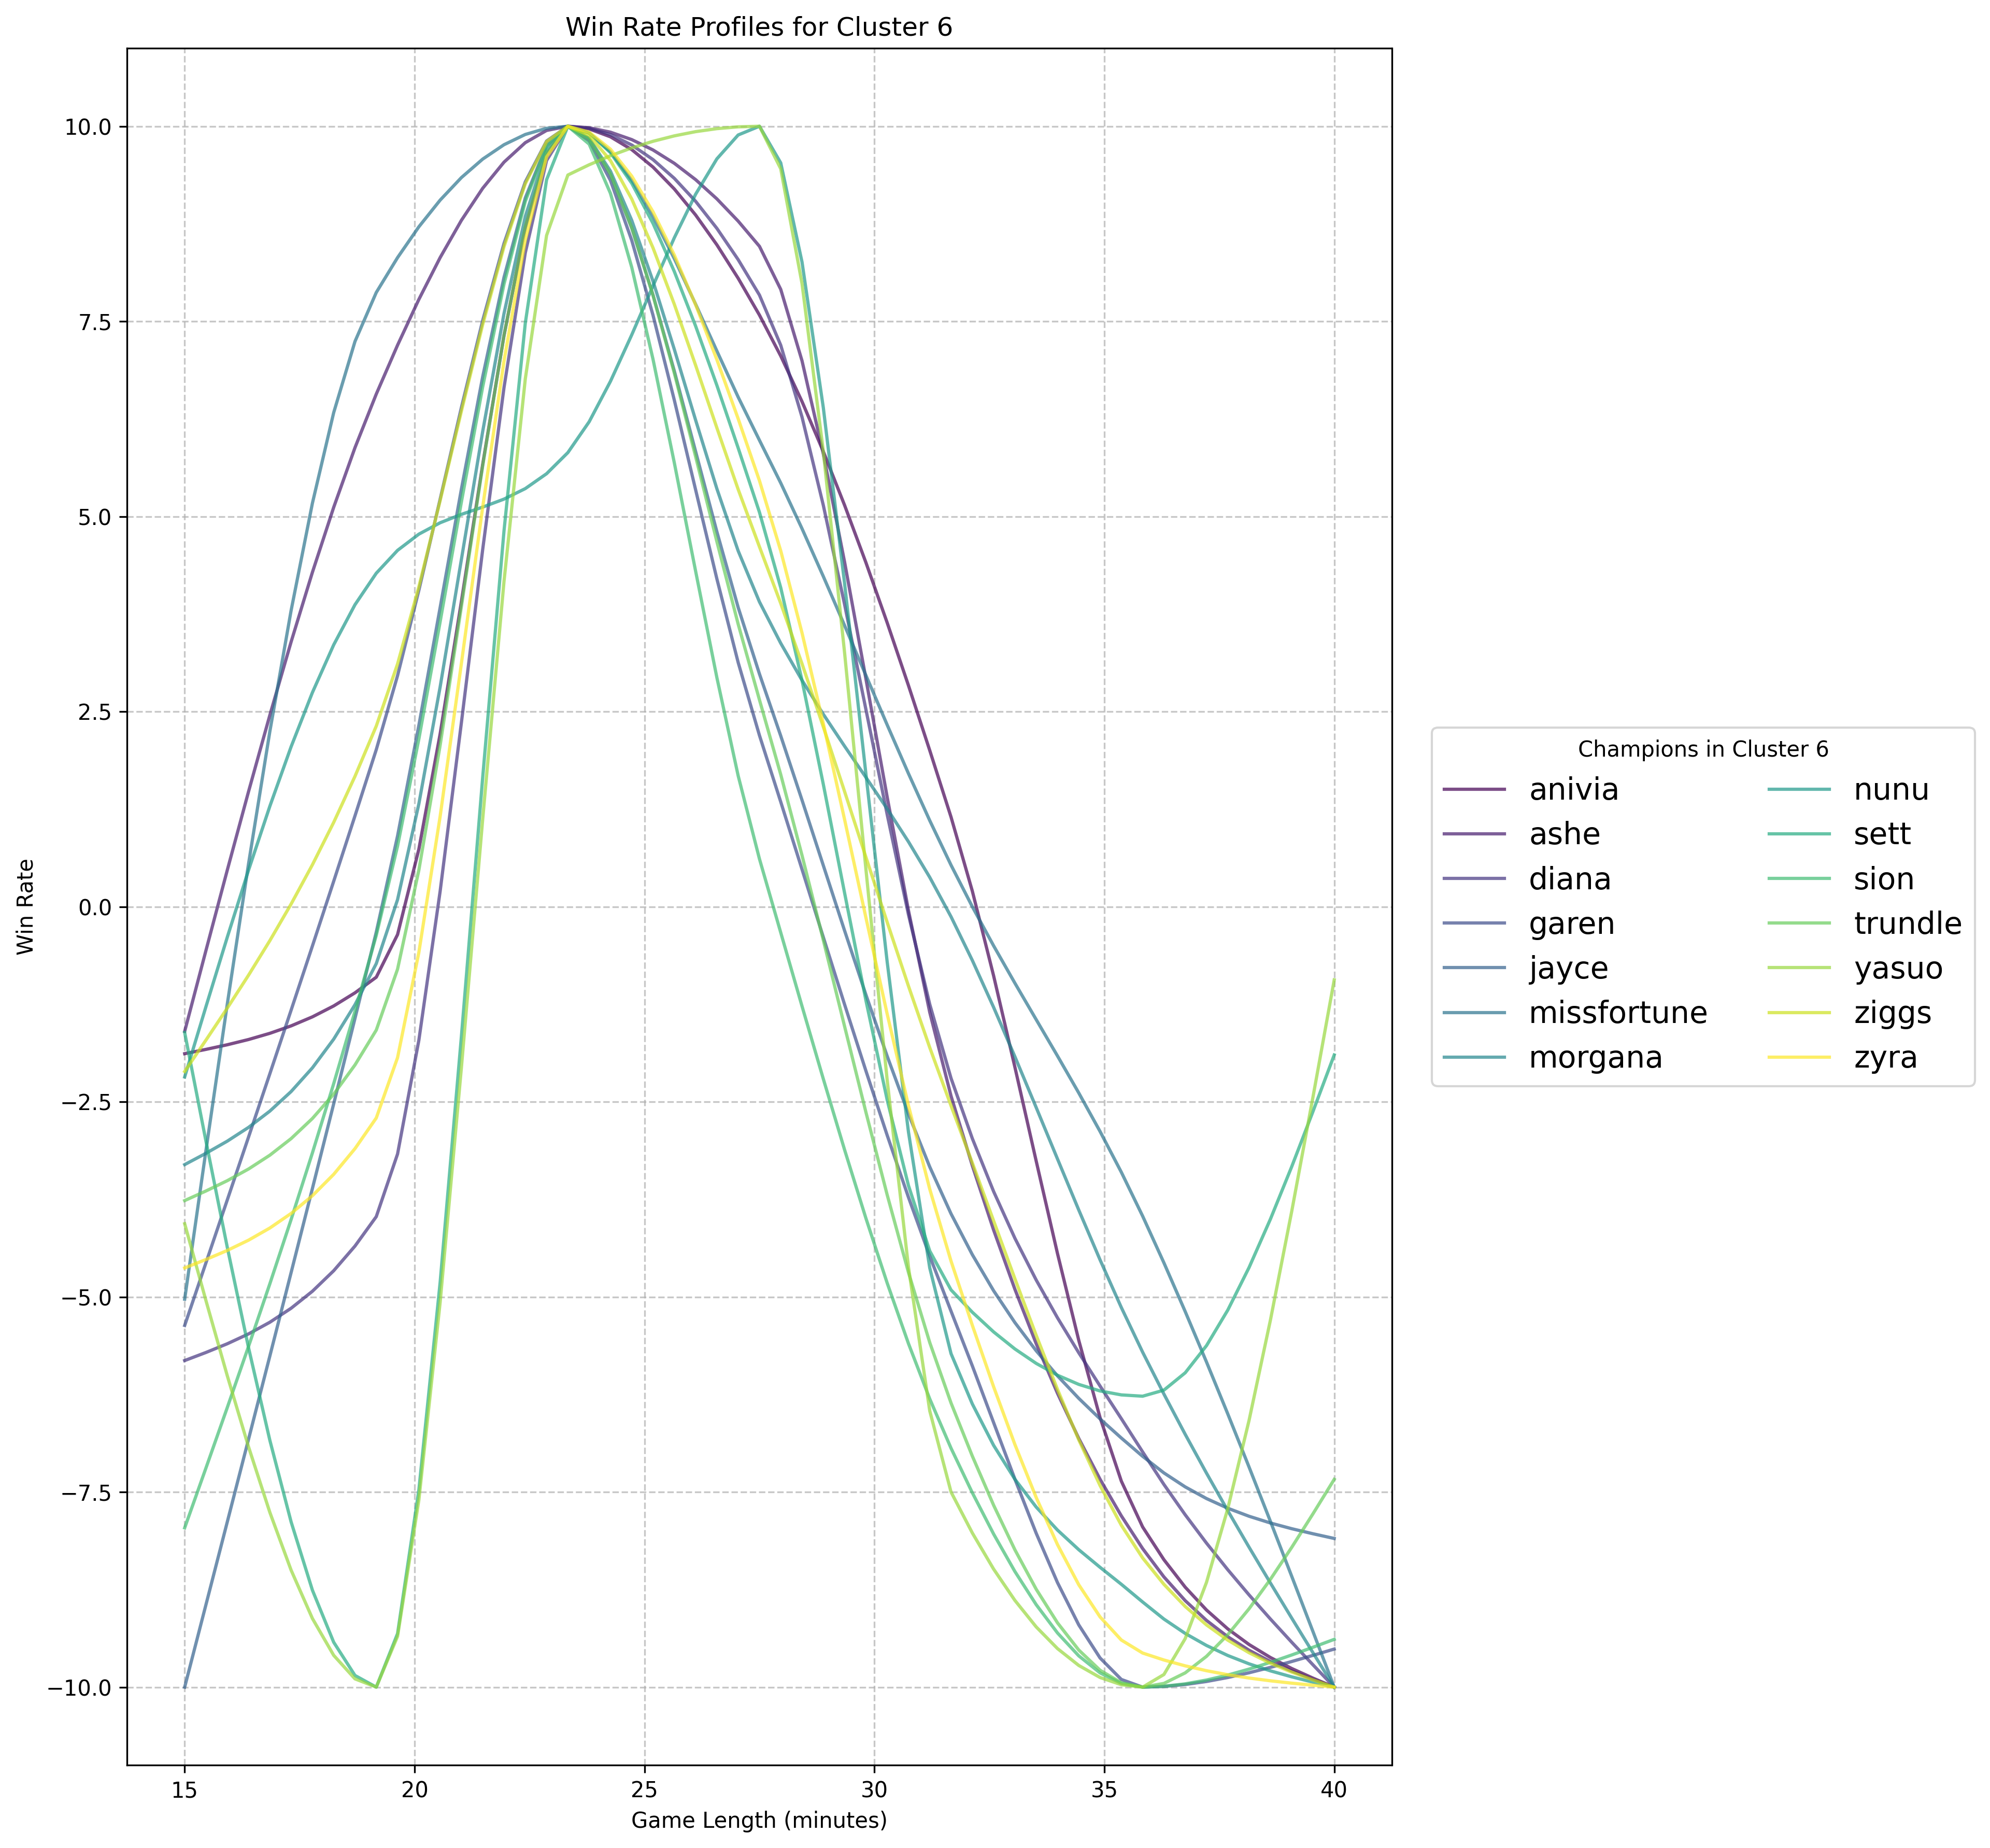 Win Rate Profiles for Cluster 6
Win Rate
10.0
7.5
5.0
2.5
0.0
−2.5
−5.0
−7.5
−10.0
15 20 25 30 35 40
Game Length (minutes)
Champions in Cluster 6
anivia
ashe
diana
garen
jayce
missfortune
morgana
nunu
sett
sion
trundle
yasuo
ziggs
zyra